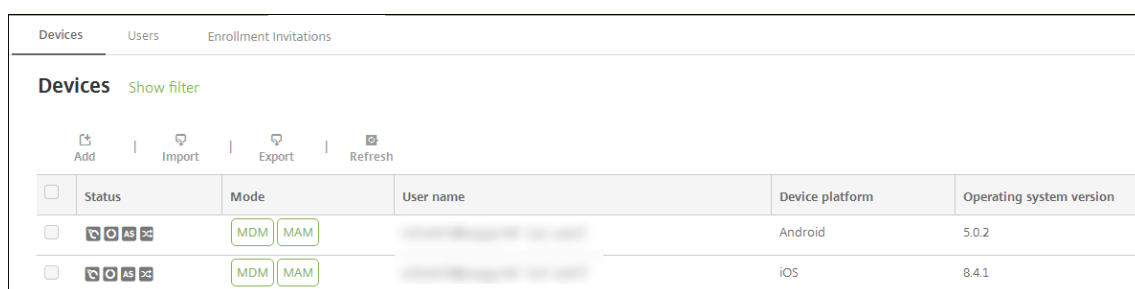 Devices Users Enrollment Invitations
Devices Show filter
Add | Import | Export | Refresh
Status Mode User name Device platform Operating system version
AS MDM MAM Android 5.0.2
AS MDM MAM iOS 8.4.1